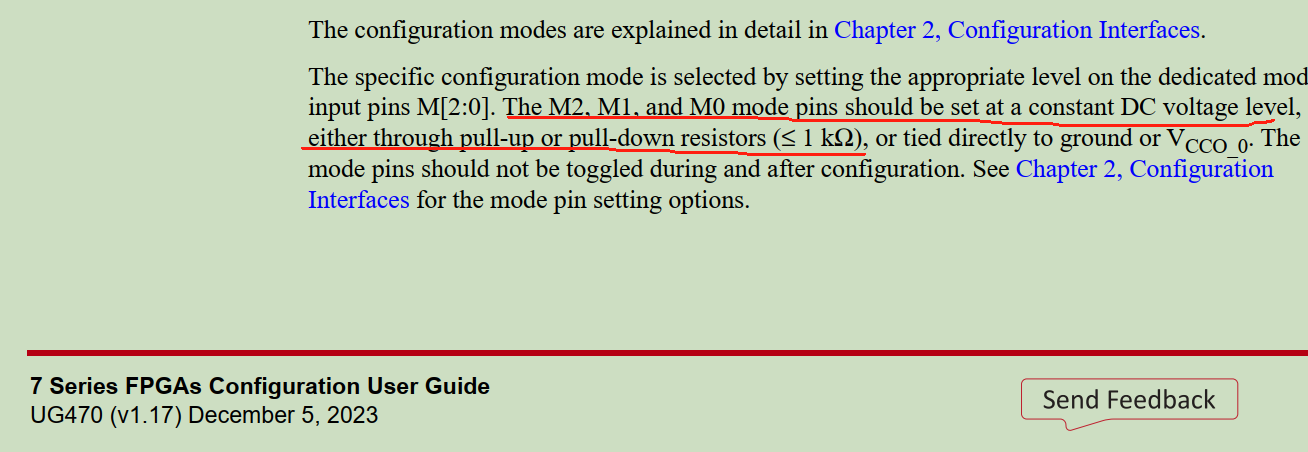 The configuration modes are explained in detail in Chapter 2, Configuration Interfaces.
The specific configuration mode is selected by setting the appropriate level on the dedicated mod
input pins M[2:0]. The M2, M1, and M0 mode pins should be set at a constant DC voltage level,
either through pull-up or pull-down resistors (≤ 1 kΩ), or tied directly to ground or VCCO_0. The
mode pins should not be toggled during and after configuration. See Chapter 2, Configuration
Interfaces for the mode pin setting options.
7 Series FPGAs Configuration User Guide
UG470 (v1.17) December 5, 2023
Send Feedback